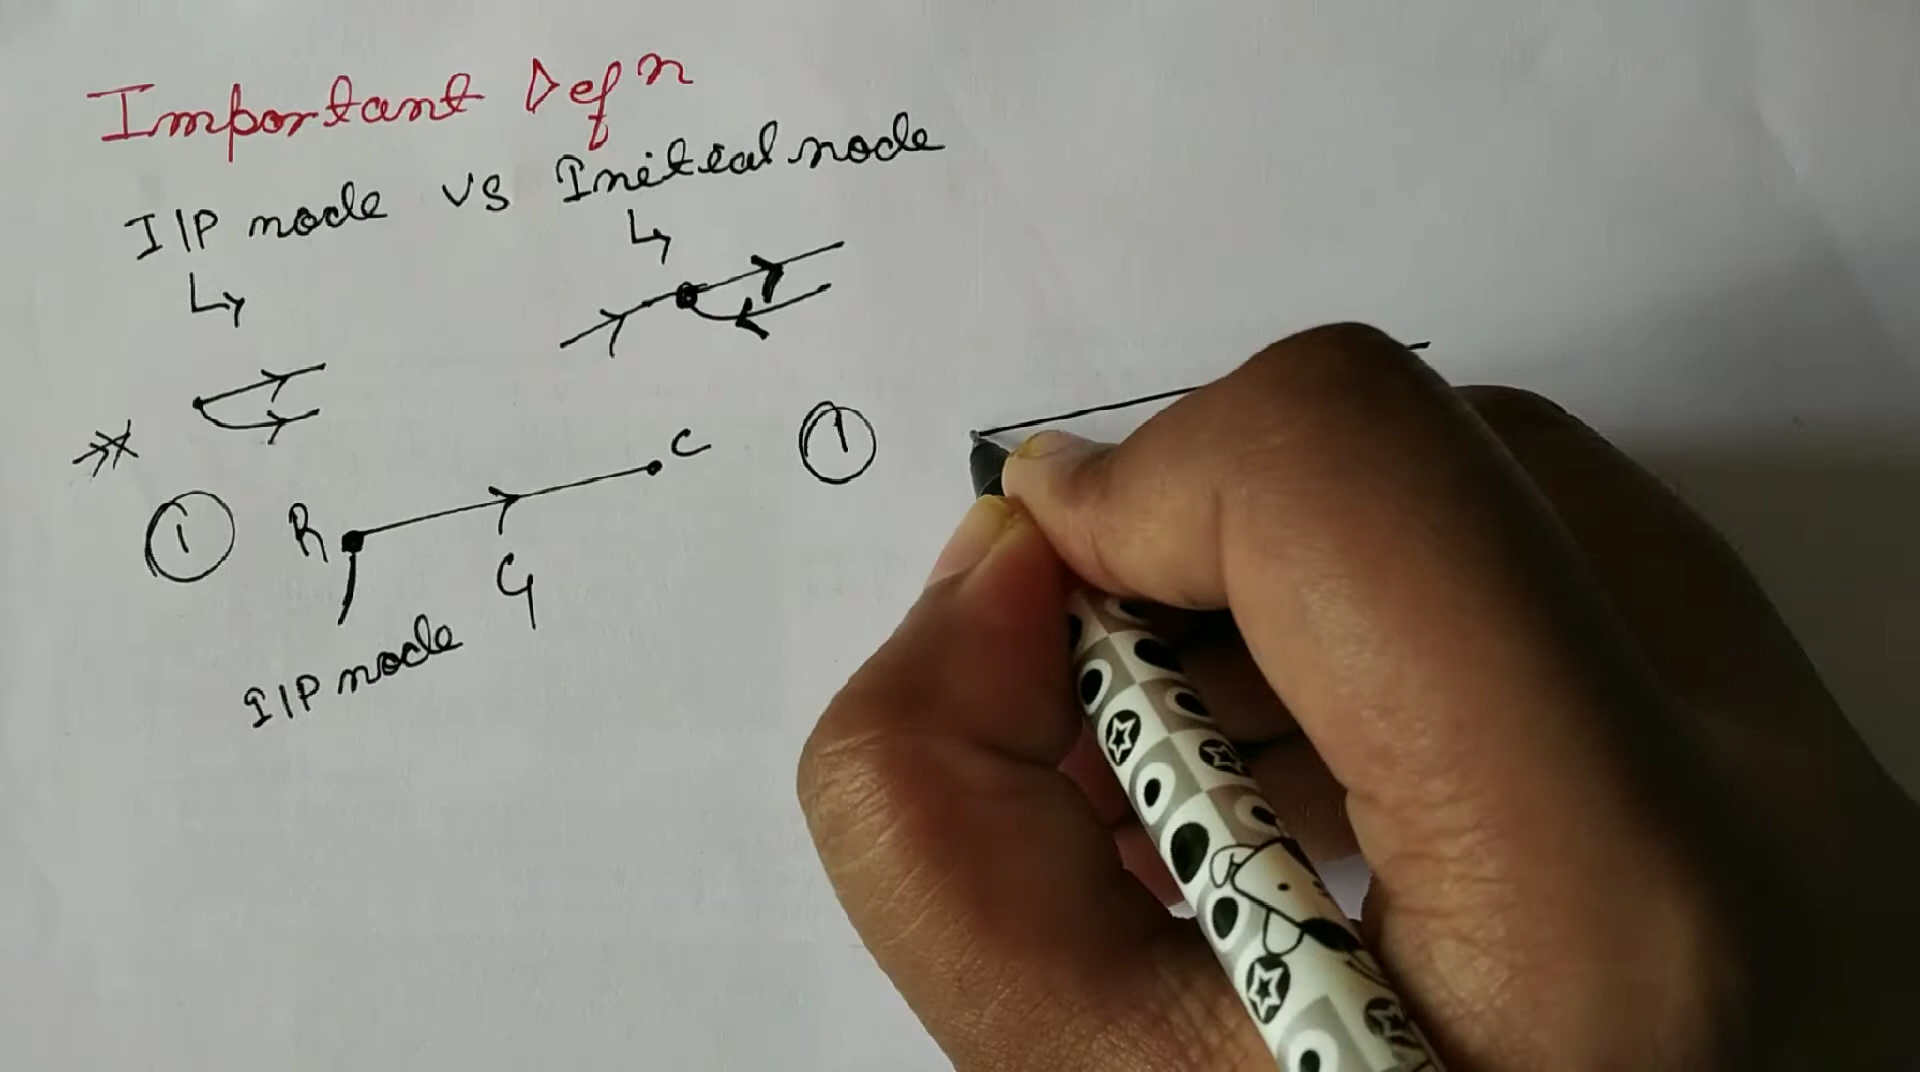 Important Defn
I/P node VS Initial node
C
①
① R
G
I/P node